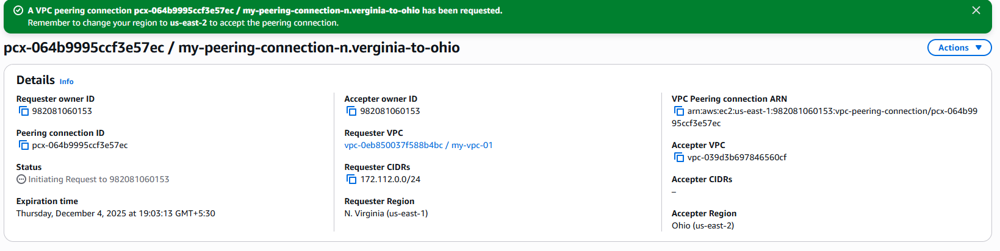 A VPC peering connection pcx-064b9995ccf3e57ec / my-peering-connection-n.verginia-to-ohio has been requested.
Remember to change your region to us-east-2 to accept the peering connection.
pcx-064b9995ccf3e57ec / my-peering-connection-n.verginia-to-ohio
Actions
Details Info
Requester owner ID
982081060153
Peering connection ID
pcx-064b9995ccf3e57ec
Status
Initiating Request to 982081060153
Expiration time
Thursday, December 4, 2025 at 19:03:13 GMT+5:30
Accepter owner ID
982081060153
Requester VPC
vpc-0eb850037f588b4bc / my-vpc-01
Requester CIDRs
172.112.0.0/24
Requester Region
N. Virginia (us-east-1)
VPC Peering connection ARN
arn:aws:ec2:us-east-1:982081060153:vpc-peering-connection/pcx-064b99
95ccf3e57ec
Accepter VPC
vpc-039d3b697846560cf
Accepter CIDRs
–
Accepter Region
Ohio (us-east-2)